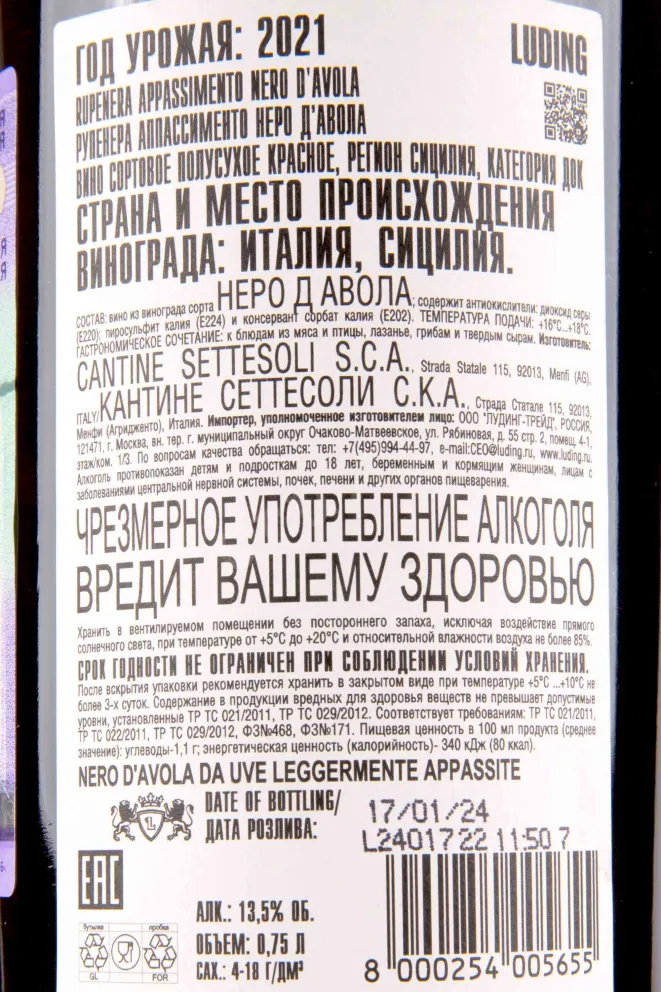 ГОД УРОЖАЯ: 2021
LUDING
RUPENERA APPASSIMENTO NERO D'AVOLA
РУПЕНЕРА АППАССИМЕНТО НЕРО Д'АВОЛА
ВИНО СОРТОВОЕ ПОЛУСУХОЕ КРАСНОЕ, РЕГИОН СИЦИЛИЯ, КАТЕГОРИЯ ДОК
СТРАНА И МЕСТО ПРОИСХОЖДЕНИЯ
ВИНОГРАДА: ИТАЛИЯ, СИЦИЛИЯ.
СОСТАВ: вино из винограда сорта НЕРО Д АВОЛА; содержит антиокислители: диоксид серы
(E220); пиросульфит калия (E224) и консервант сорбат калия (E202). ТЕМПЕРАТУРА ПОДАЧИ: +16°C...+18°C.
ГАСТРОНОМИЧЕСКОЕ СОЧЕТАНИЕ: к блюдам из мяса и птицы, лазанье, грибам и твердым сырам. Изготовитель:
CANTINE SETTESOLI S.C.A., Strada Statale 115, 92013, Menfi (AG),
ITALY/КАНТИНЕ СЕТТЕСОЛИ С.К.А., Страда Статале 115, 92013,
Менфи (Агридженто), Италия. Импортер, уполномоченное изготовителем лицо: ООО "ЛУДИНГ-ТРЕЙД", РОССИЯ,
121471, г. Москва, вн. тер. г. муниципальный округ Очаково-Матвеевское, ул. Рябиновая, д. 55 стр. 2, помещ. 4-1,
этаж/ком. 1/3. По вопросам качества обращаться: тел: +7(495)994-44-97, e-mail:CEO@luding.ru, www.luding.ru.
Алкоголь противопоказан детям и подросткам до 18 лет, беременным и кормящим женщинам, лицам с
заболеваниями центральной нервной системы, почек, печени и других органов пищеварения.
ЧРЕЗМЕРНОЕ УПОТРЕБЛЕНИЕ АЛКОГОЛЯ
ВРЕДИТ ВАШЕМУ ЗДОРОВЬЮ
Хранить в вентилируемом помещении без постороннего запаха, исключая воздействие прямого
солнечного света, при температуре от +5°C до +20°C и относительной влажности воздуха не более 85%.
СРОК ГОДНОСТИ НЕ ОГРАНИЧЕН ПРИ СОБЛЮДЕНИИ УСЛОВИЙ ХРАНЕНИЯ.
После вскрытия упаковки рекомендуется хранить в закрытом виде при температуре +5°C ...+10°C не
более 3-х суток. Содержание в продукции вредных для здоровья веществ не превышает допустимые
уровни, установленные ТР ТС 021/2011, ТР ТС 029/2012. Соответствует требованиям: ТР ТС 021/2011,
ТР ТС 022/2011, ТР ТС 029/2012, ФЗ№468, ФЗ№171. Пищевая ценность в 100 мл продукта (среднее
значение): углеводы-1,1 г; энергетическая ценность (калорийность)- 340 кДж (80 ккал).
NERO D'AVOLA DA UVE LEGGERMENTE APPASSITE
DATE OF BOTTLING/
ДАТА РОЗЛИВА:
17/01/24
L2401722 11:50 7
EAC
АЛК.: 13,5% ОБ.
ОБЪЕМ: 0,75 Л
САХ.: 4-18 Г/ДМ³
бутылка
пробка
GL
FOR
8 000254 005655